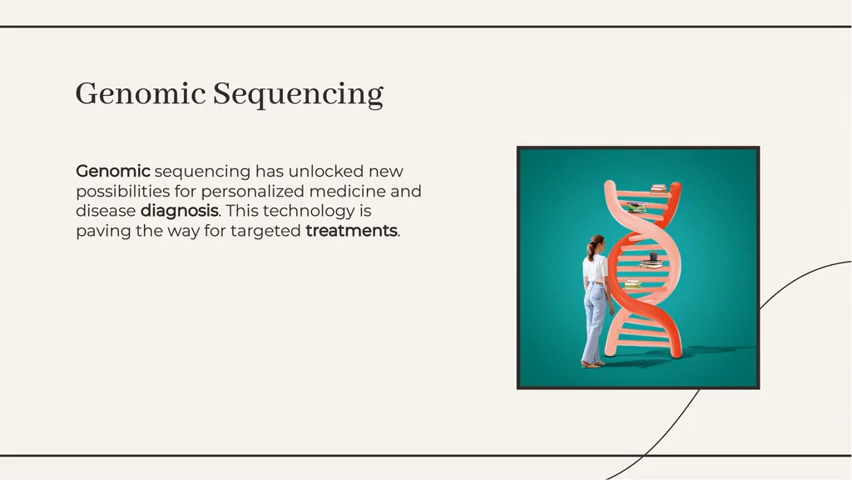 Genomic Sequencing
Genomic sequencing has unlocked new
possibilities for personalized medicine and
disease diagnosis. This technology is
paving the way for targeted treatments.